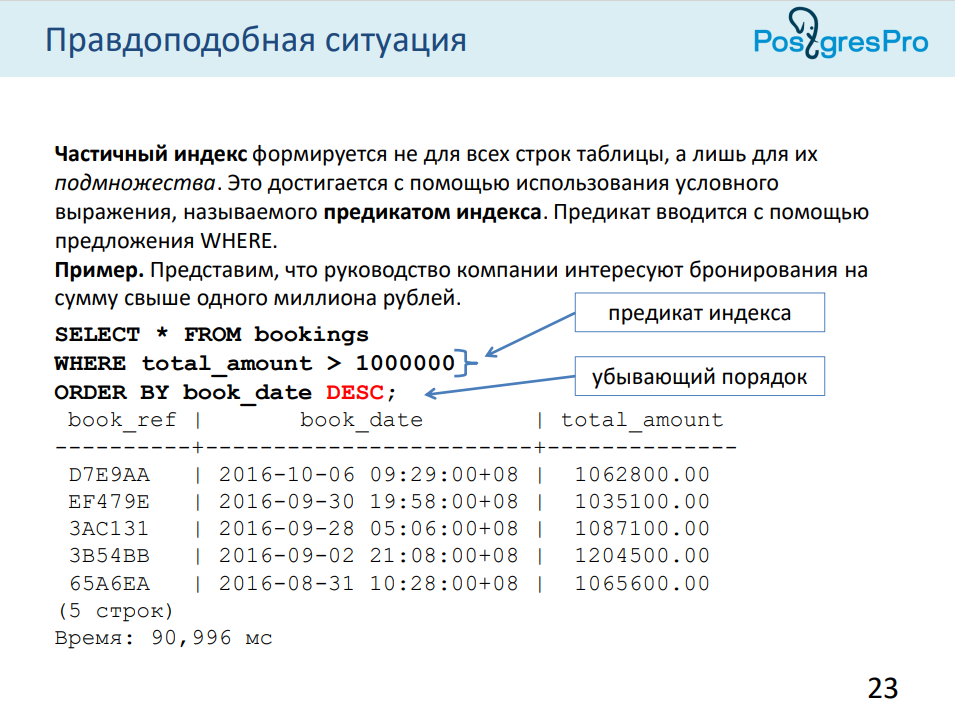 Правдоподобная ситуация
PostgresPro
Частичный индекс формируется не для всех строк таблицы, а лишь для их
подмножества. Это достигается с помощью использования условного
выражения, называемого предикатом индекса. Предикат вводится с помощью
предложения WHERE.
Пример. Представим, что руководство компании интересуют бронирования на
сумму свыше одного миллиона рублей.
предикат индекса
SELECT * FROM bookings
WHERE total_amount > 1000000
убывающий порядок
ORDER BY book_date DESC;
book_ref | book_date | total_amount
----------+------------------------+--------------
D7E9AA | 2016-10-06 09:29:00+08 | 1062800.00
EF479E | 2016-09-30 19:58:00+08 | 1035100.00
3AC131 | 2016-09-28 05:06:00+08 | 1087100.00
3B54BB | 2016-09-02 21:08:00+08 | 1204500.00
65A6EA | 2016-08-31 10:28:00+08 | 1065600.00
(5 строк)
Время: 90,996 мс
23